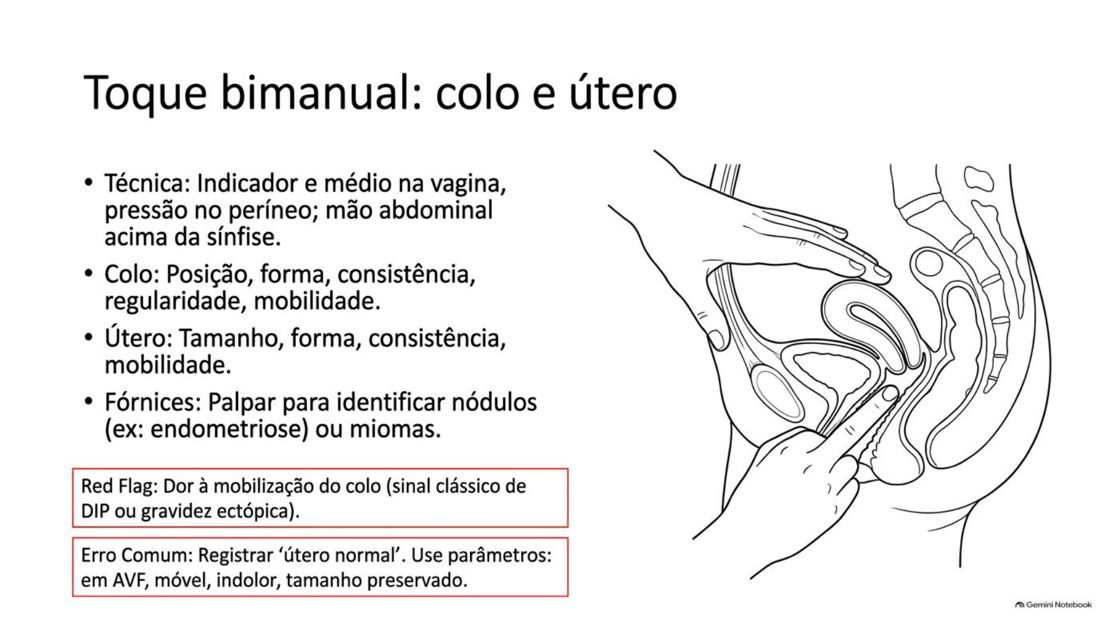 Toque bimanual: colo e útero
• Técnica: Indicador e médio na vagina,
pressão no períneo; mão abdominal
acima da sínfise.
• Colo: Posição, forma, consistência,
regularidade, mobilidade.
• Útero: Tamanho, forma, consistência,
mobilidade.
• Fórnices: Palpar para identificar nódulos
(ex: endometriose) ou miomas.
Red Flag: Dor à mobilização do colo (sinal clássico de
DIP ou gravidez ectópica).
Erro Comum: Registrar ‘útero normal’. Use parâmetros:
em AVF, móvel, indolor, tamanho preservado.
Gemini Notebook